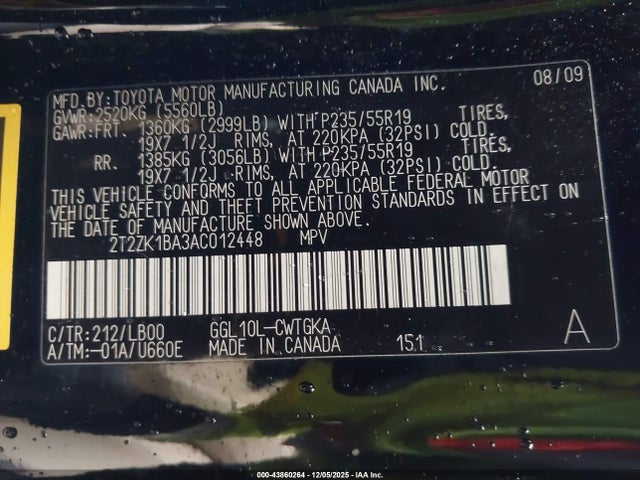 MFD. BY: TOYOTA MOTOR MANUFACTURING CANADA INC. 08/09
GVWR: 2520KG (5560LB)
GAWR: FRT. 1360KG (2999LB) WITH P235/55R19 TIRES,
19X7 1/2J RIMS, AT 220KPA (32PSI) COLD.
RR. 1385KG (3056LB) WITH P235/55R19 TIRES,
19X7 1/2J RIMS, AT 220KPA (32PSI) COLD.
THIS VEHICLE CONFORMS TO ALL APPLICABLE FEDERAL MOTOR
VEHICLE SAFETY AND THEFT PREVENTION STANDARDS IN EFFECT ON
THE DATE OF MANUFACTURE SHOWN ABOVE.
2T2ZK1BA3AC012448 MPV
C/TR: 212/LB00 GGL10L-CWTGKA
A/TM: -01A/U660E MADE IN CANADA 151 A
000-43860264 - 12/05/2025 - IAA Inc.